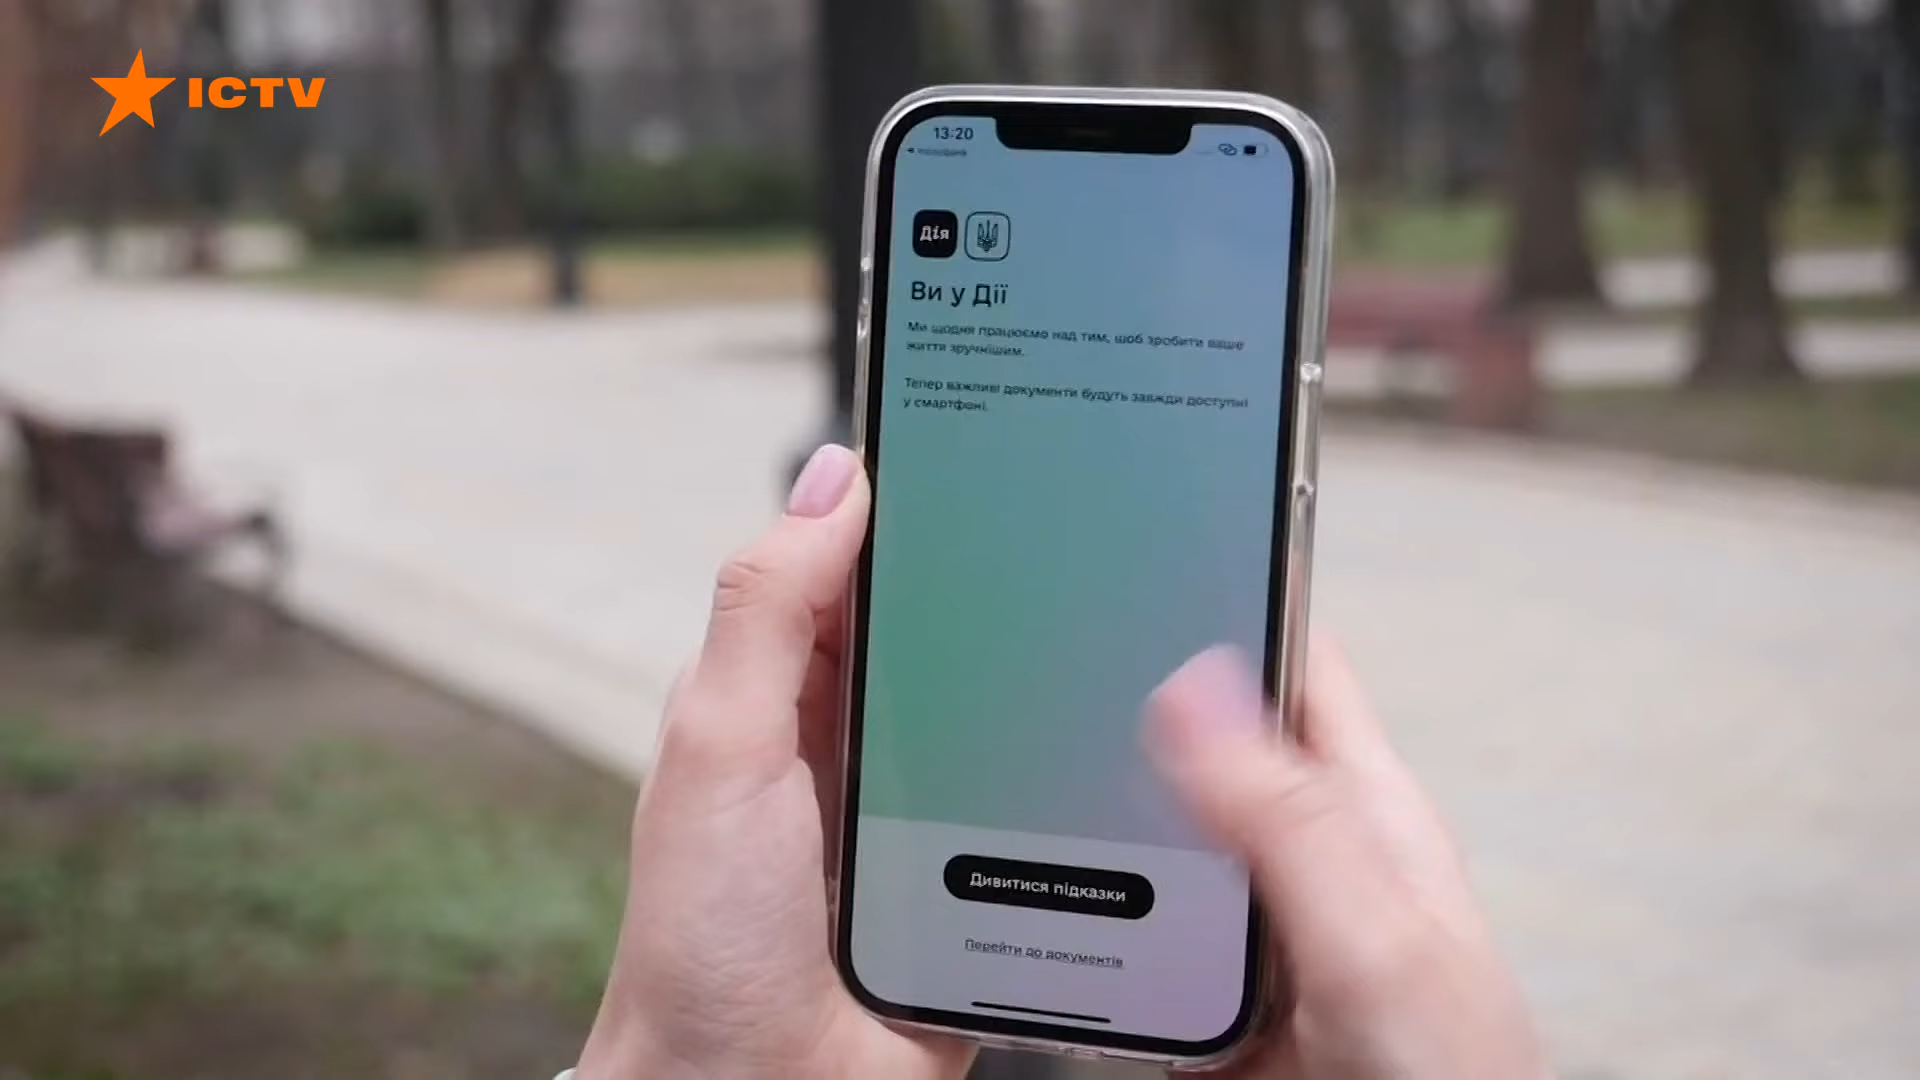 ICTV
13:20
Дія
Ви у Дії
Ми щодня працюємо над тим, щоб зробити ваше
життя зручнішим.
Тепер важливі документи будуть завжди доступні
у смартфоні.
Дивитися підказки
Перейти до документів